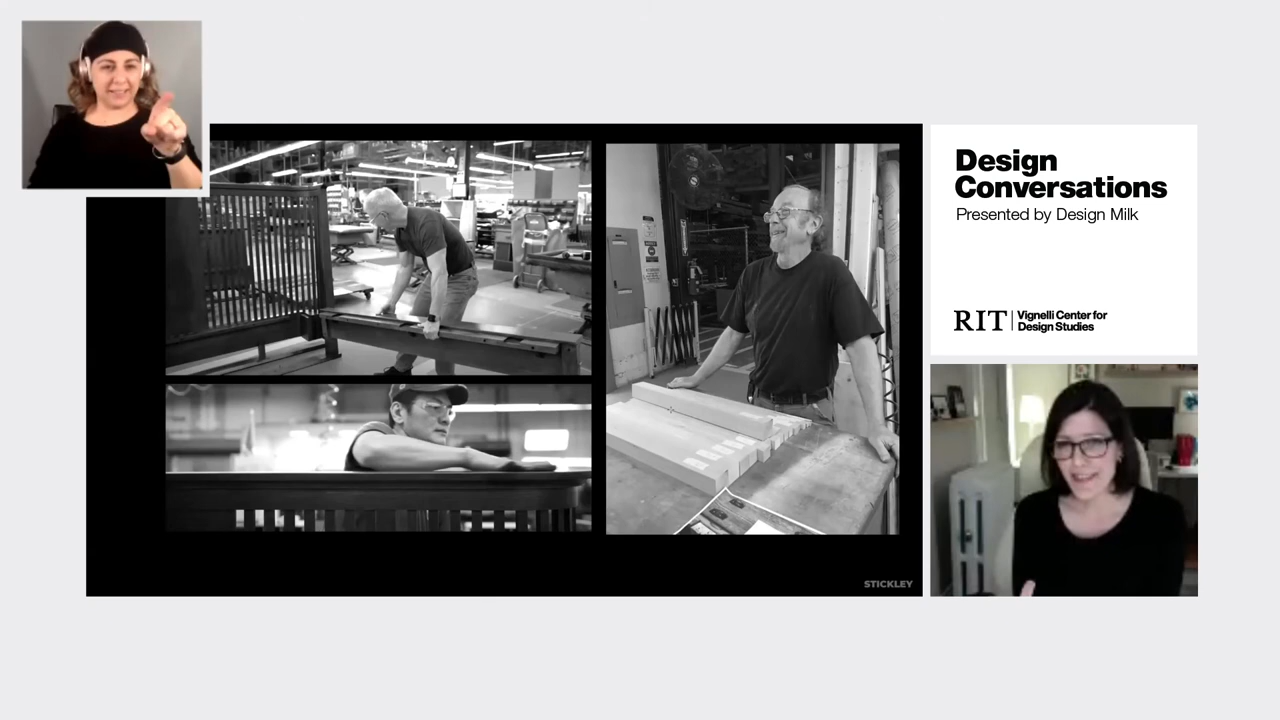 Design
Conversations
Presented by Design Milk
RIT
Vignelli Center for
Design Studies
STICKLEY